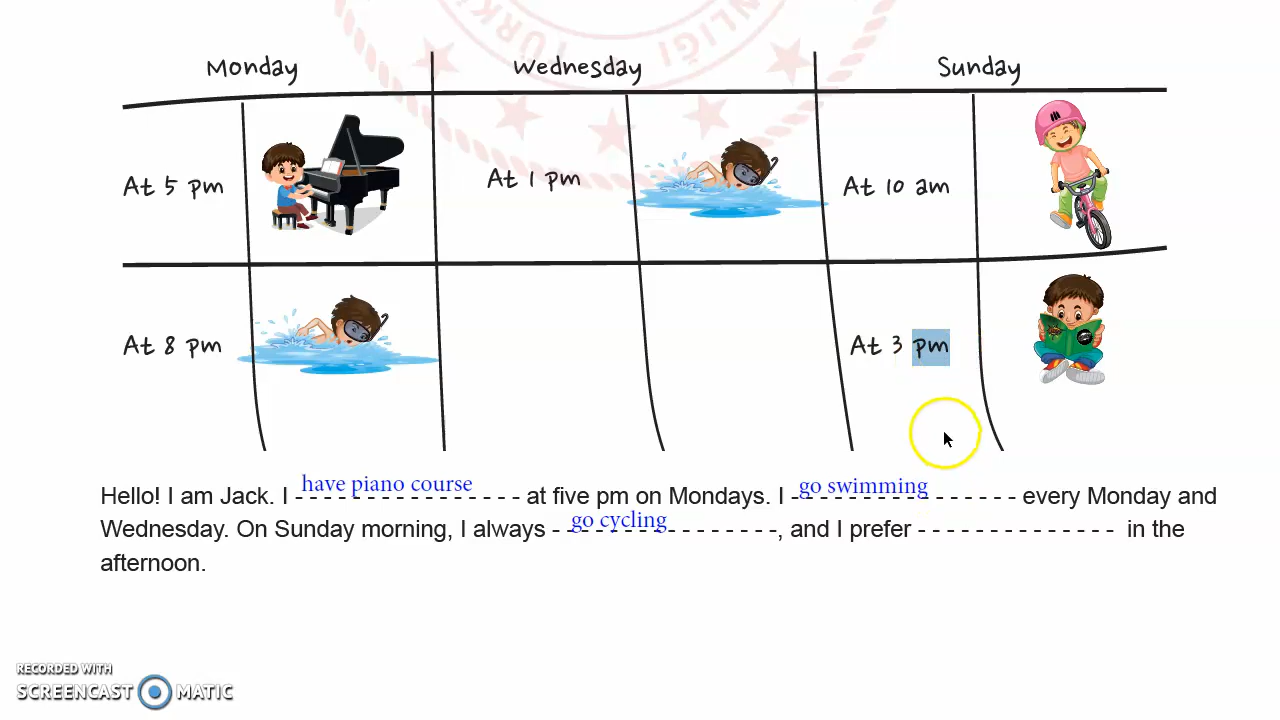 NLIĞI TÜRK
Monday Wednesday Sunday
At 5 pm At 1 pm At 10 am
At 8 pm At 3 pm
have piano course go swimming
Hello! I am Jack. I - - - - - - - - - - - - - - - - at five pm on Mondays. I - - - - - - - - - - - - - - - - every Monday and
go cycling
Wednesday. On Sunday morning, I always - - - - - - - - - - - - - - - -, and I prefer - - - - - - - - - - - - - - in the
afternoon.
RECORDED WITH
SCREENCAST MATIC